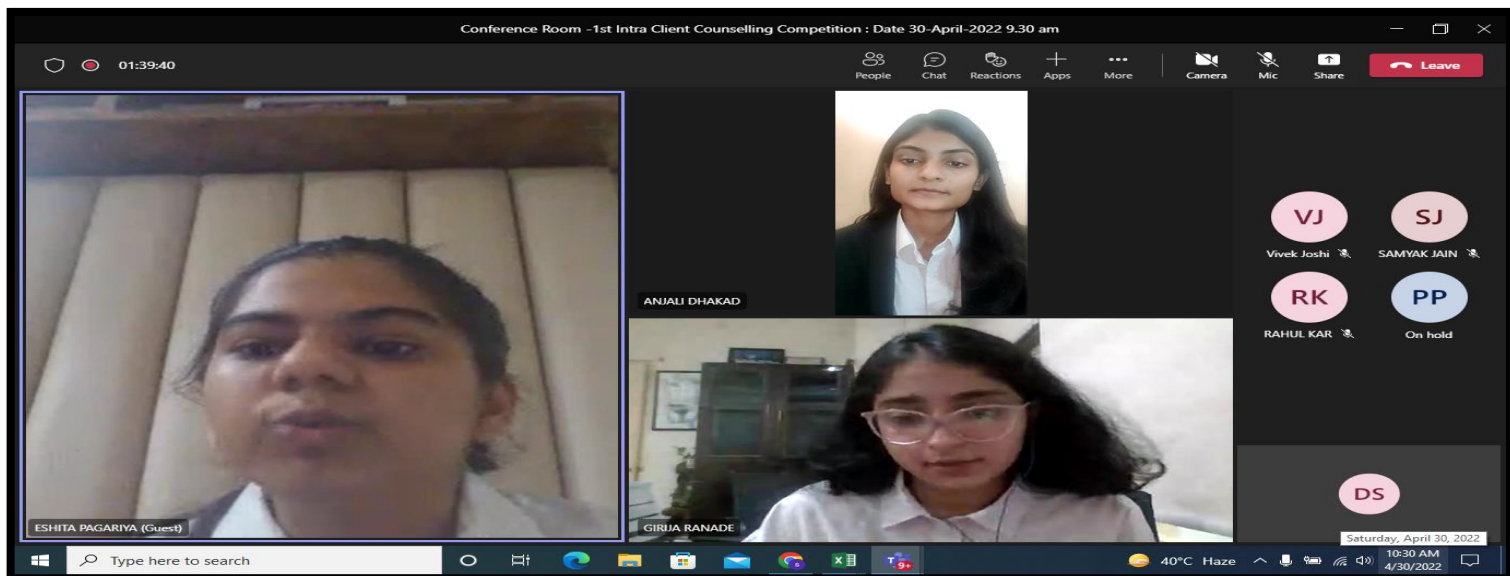 Conference Room -1st Intra Client Counselling Competition : Date 30-April-2022 9.30 am
01:39:40
People
Chat
Reactions
Apps
More
Camera
Mic
Share
Leave
ANJALI DHAKAD
VJ
SJ
Vivek Joshi
SAMYAK JAIN
RK
PP
RAHUL KAR
On hold
ESHITA PAGARIYA (Guest)
GIRIJA RANADE
DS
Saturday, April 30, 2022
Type here to search
9+
40°C Haze
10:30 AM
4/30/2022